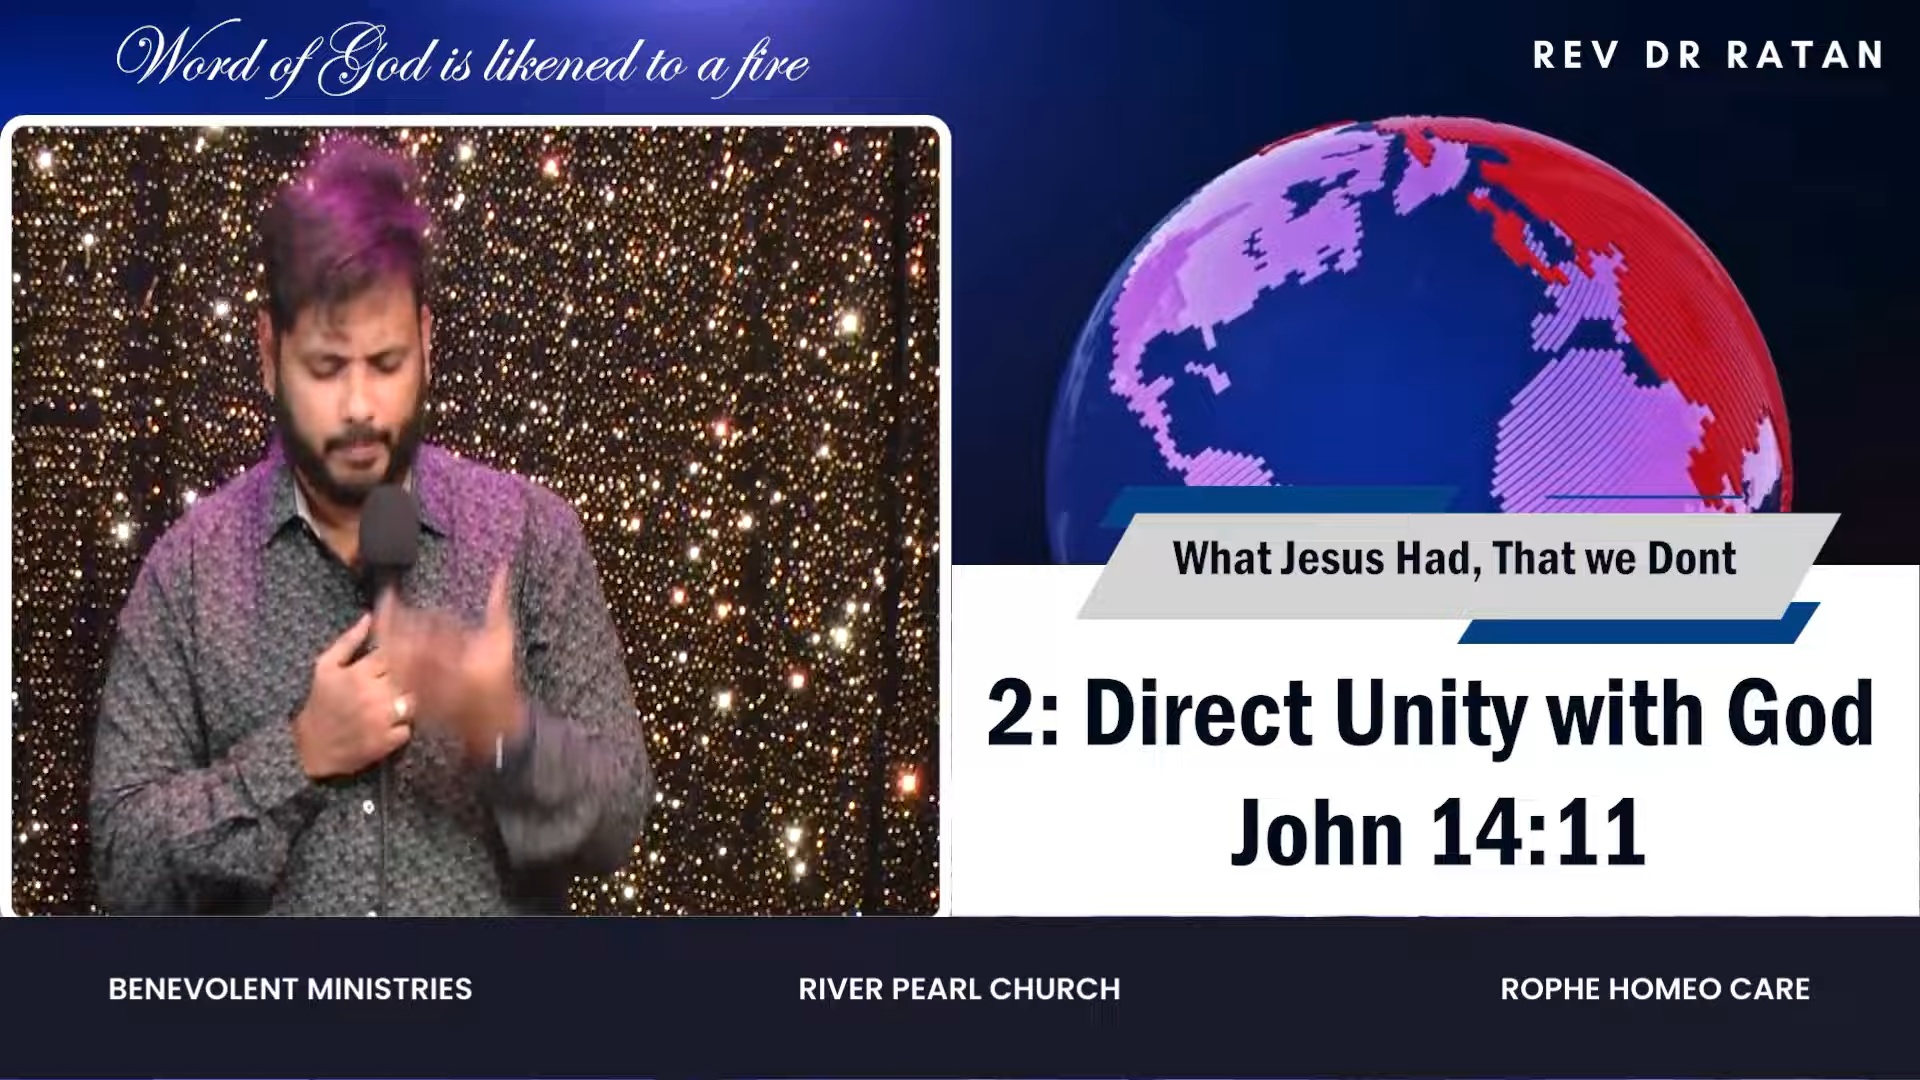 Word of God is likened to a fire
REV DR RATAN
What Jesus Had, That we Dont
2: Direct Unity with God
John 14:11
BENEVOLENT MINISTRIES
RIVER PEARL CHURCH
ROPHE HOMEO CARE